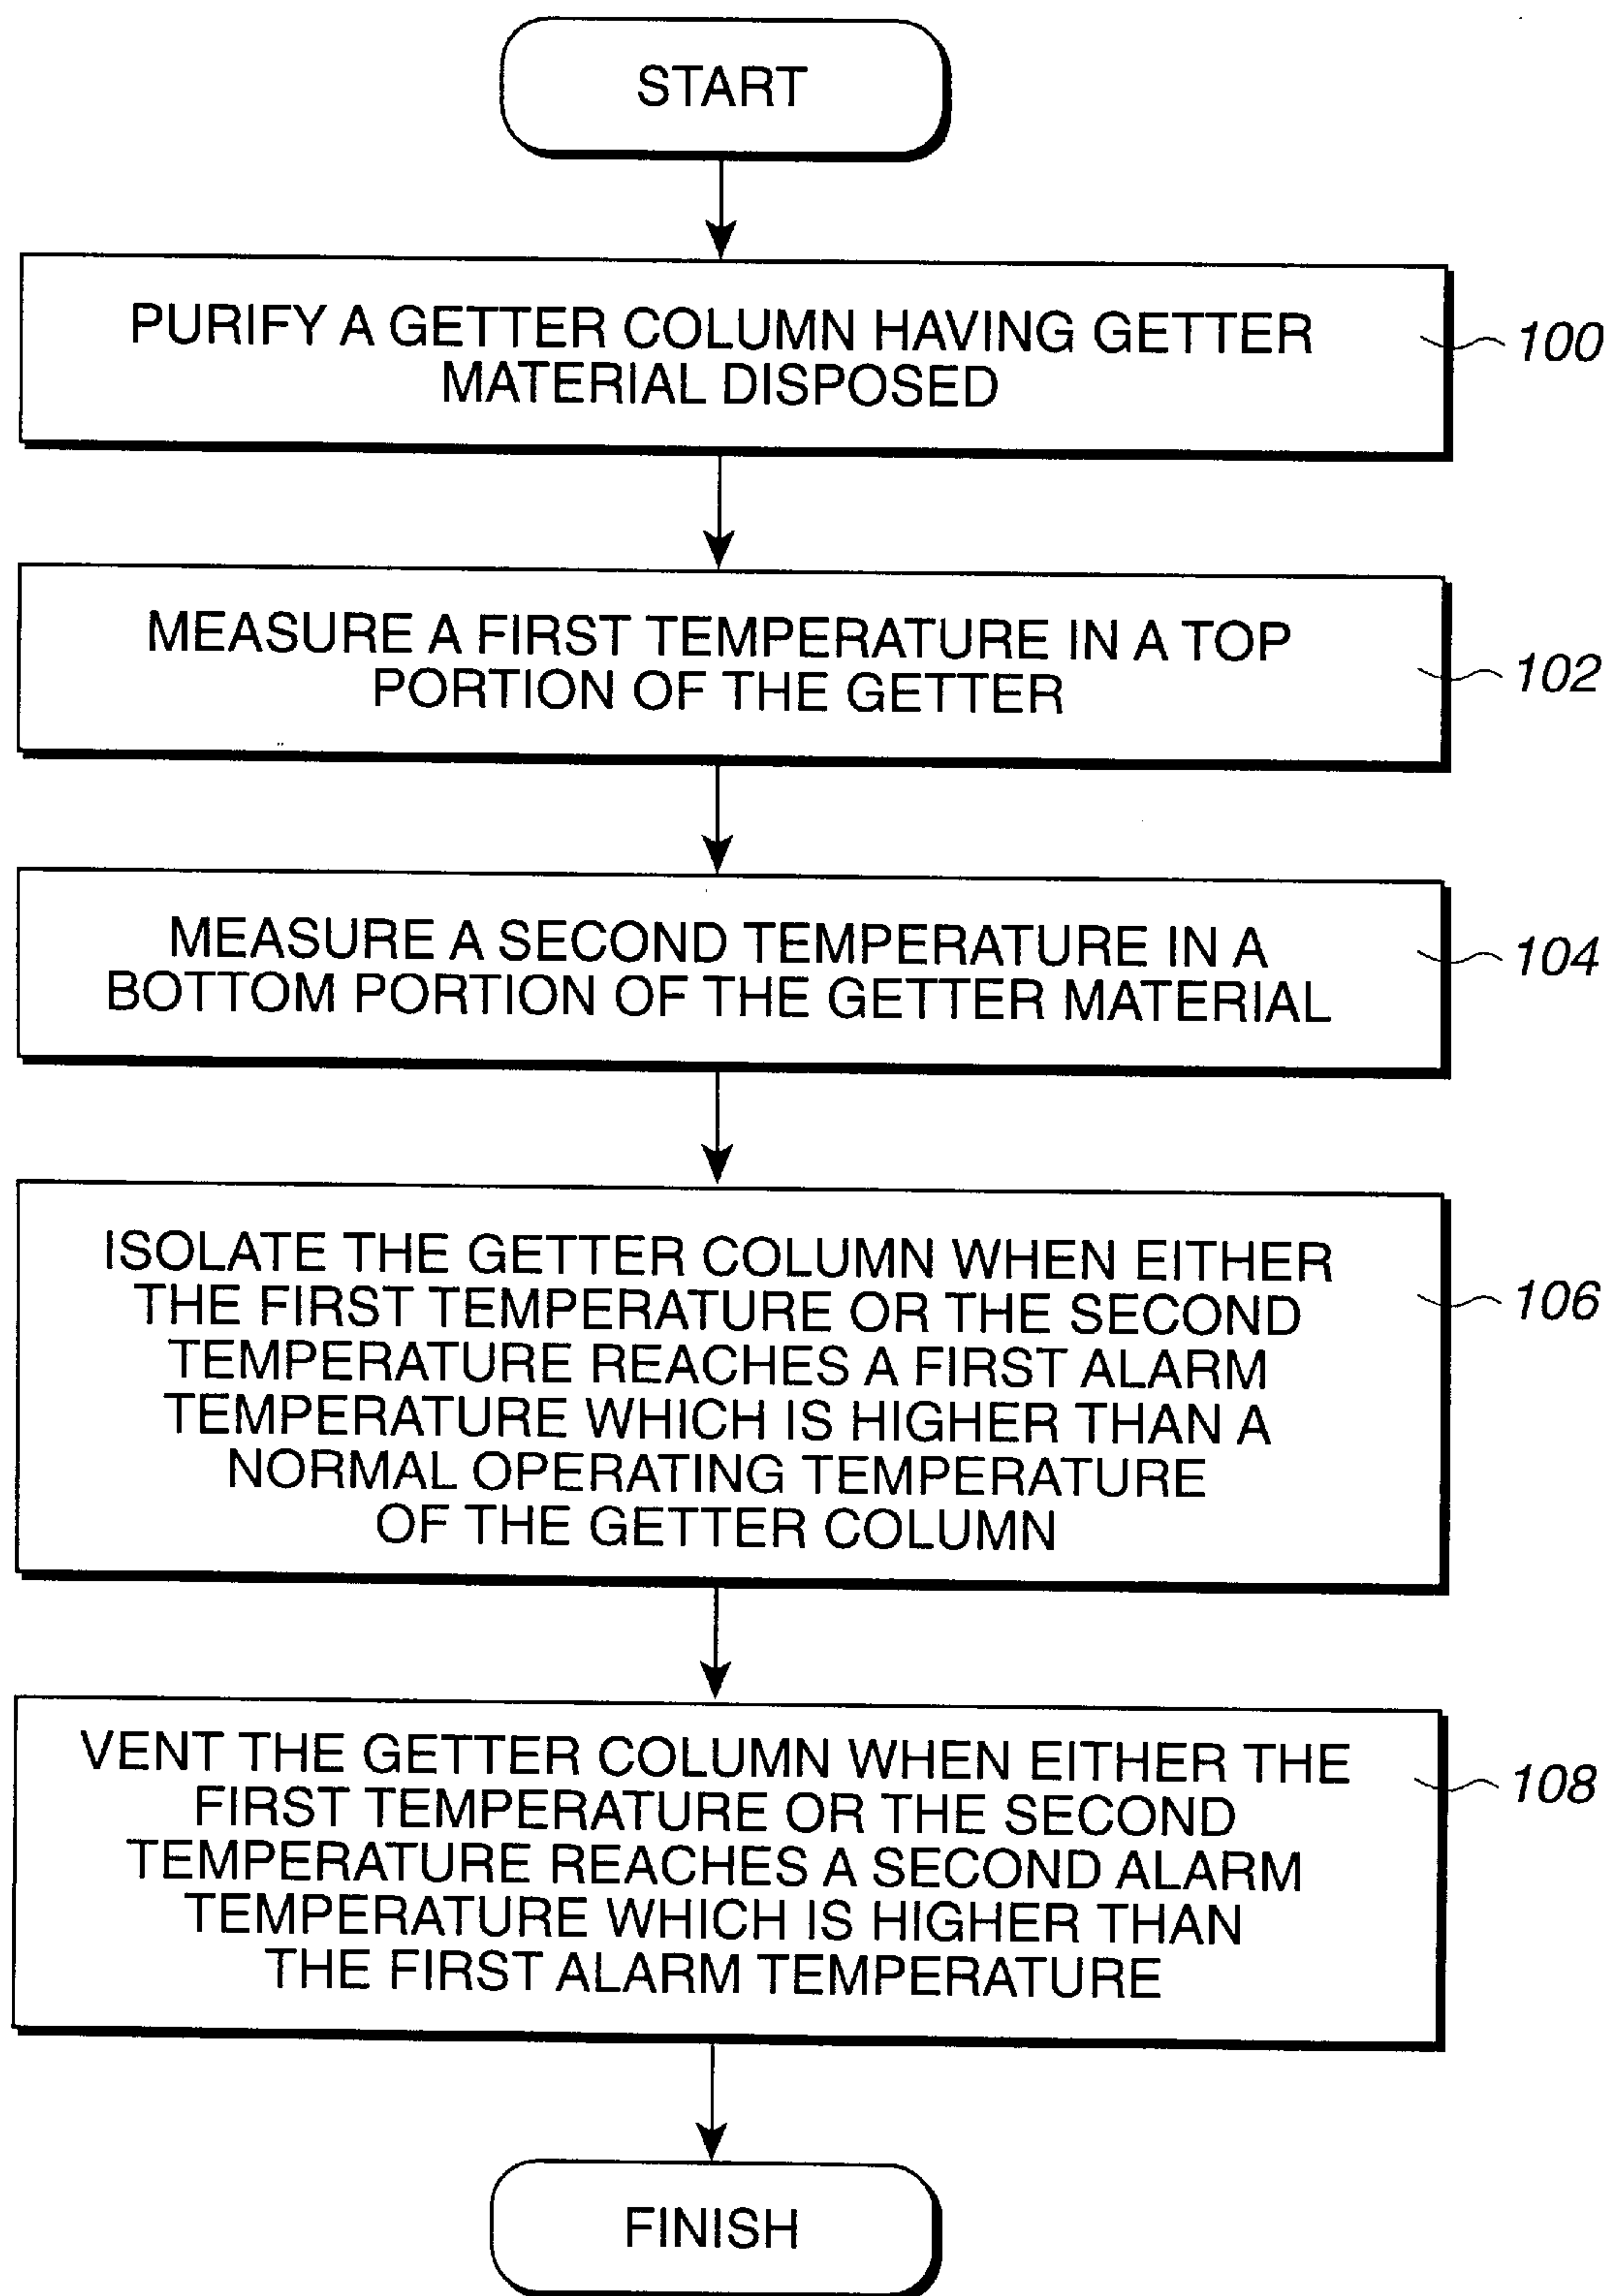 START
PURIFY A GETTER COLUMN HAVING GETTER
MATERIAL DISPOSED
100
MEASURE A FIRST TEMPERATURE IN A TOP
PORTION OF THE GETTER
102
MEASURE A SECOND TEMPERATURE IN A
BOTTOM PORTION OF THE GETTER MATERIAL
104
ISOLATE THE GETTER COLUMN WHEN EITHER
THE FIRST TEMPERATURE OR THE SECOND
TEMPERATURE REACHES A FIRST ALARM
TEMPERATURE WHICH IS HIGHER THAN A
NORMAL OPERATING TEMPERATURE
OF THE GETTER COLUMN
106
VENT THE GETTER COLUMN WHEN EITHER THE
FIRST TEMPERATURE OR THE SECOND
TEMPERATURE REACHES A SECOND ALARM
TEMPERATURE WHICH IS HIGHER THAN
THE FIRST ALARM TEMPERATURE
108
FINISH